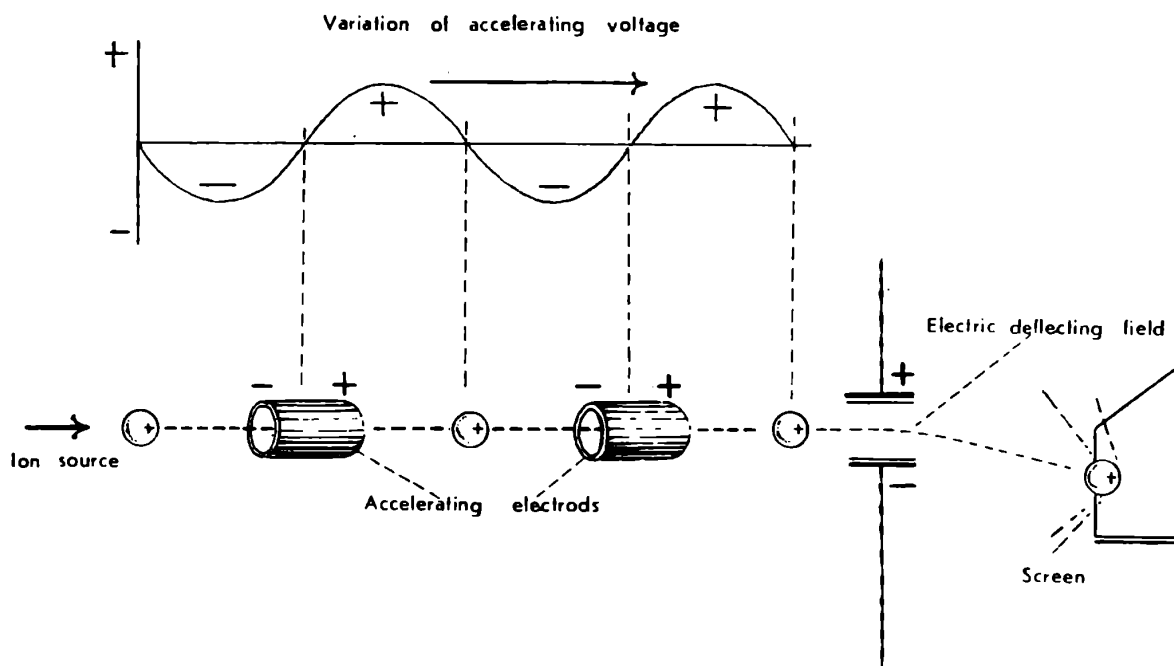 Variation of accelerating voltage
+
+
+
−
−
−
Electric deflecting field
− +
− +
+
+
+
+
Ion source
+
−
Accelerating electrods
Screen